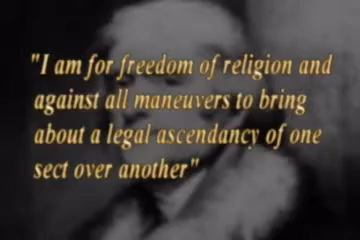 "I am for freedom of religion and
against all maneuvers to bring
about a legal ascendancy of one
sect over another"